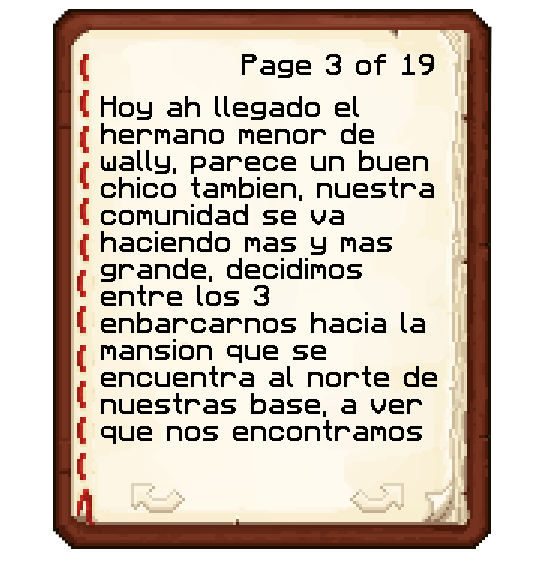 Page 3 of 19
Hoy ah llegado el
hermano menor de
wally, parece un buen
chico tambien, nuestra
comunidad se va
haciendo mas y mas
grande, decidimos
entre los 3
enbarcarnos hacia la
mansion que se
encuentra al norte de
nuestras base, a ver
que nos encontramos